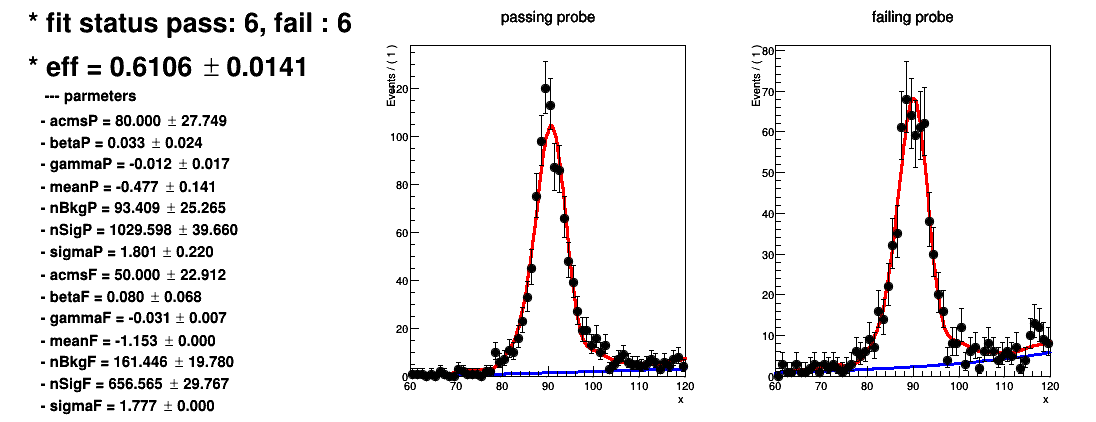 * fit status pass: 6, fail : 6
* eff = 0.6106 ± 0.0141
--- parmeters
- acmsP = 80.000 ± 27.749
- betaP = 0.033 ± 0.024
- gammaP = -0.012 ± 0.017
- meanP = -0.477 ± 0.141
- nBkgP = 93.409 ± 25.265
- nSigP = 1029.598 ± 39.660
- sigmaP = 1.801 ± 0.220
- acmsF = 50.000 ± 22.912
- betaF = 0.080 ± 0.068
- gammaF = -0.031 ± 0.007
- meanF = -1.153 ± 0.000
- nBkgF = 161.446 ± 19.780
- nSigF = 656.565 ± 29.767
- sigmaF = 1.777 ± 0.000
passing probe
Events / ( 1 )
120
100
80
60
40
20
0
60 70 80 90 100 110 120
x
failing probe
Events / ( 1 )
80
70
60
50
40
30
20
10
0
60 70 80 90 100 110 120
x